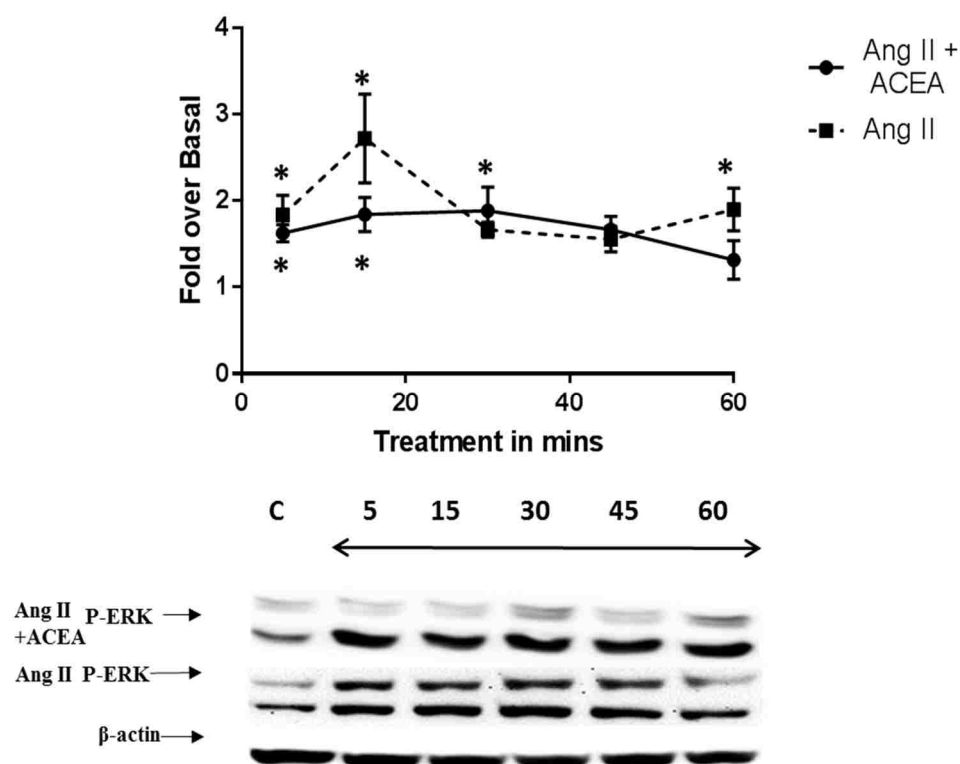 4
3
2
1
0
Fold over Basal
* * * * * *
0 20 40 60
Treatment in mins
Ang II +
ACEA
Ang II
C 5 15 30 45 60
Ang II P-ERK
+ACEA
Ang II P-ERK
β-actin